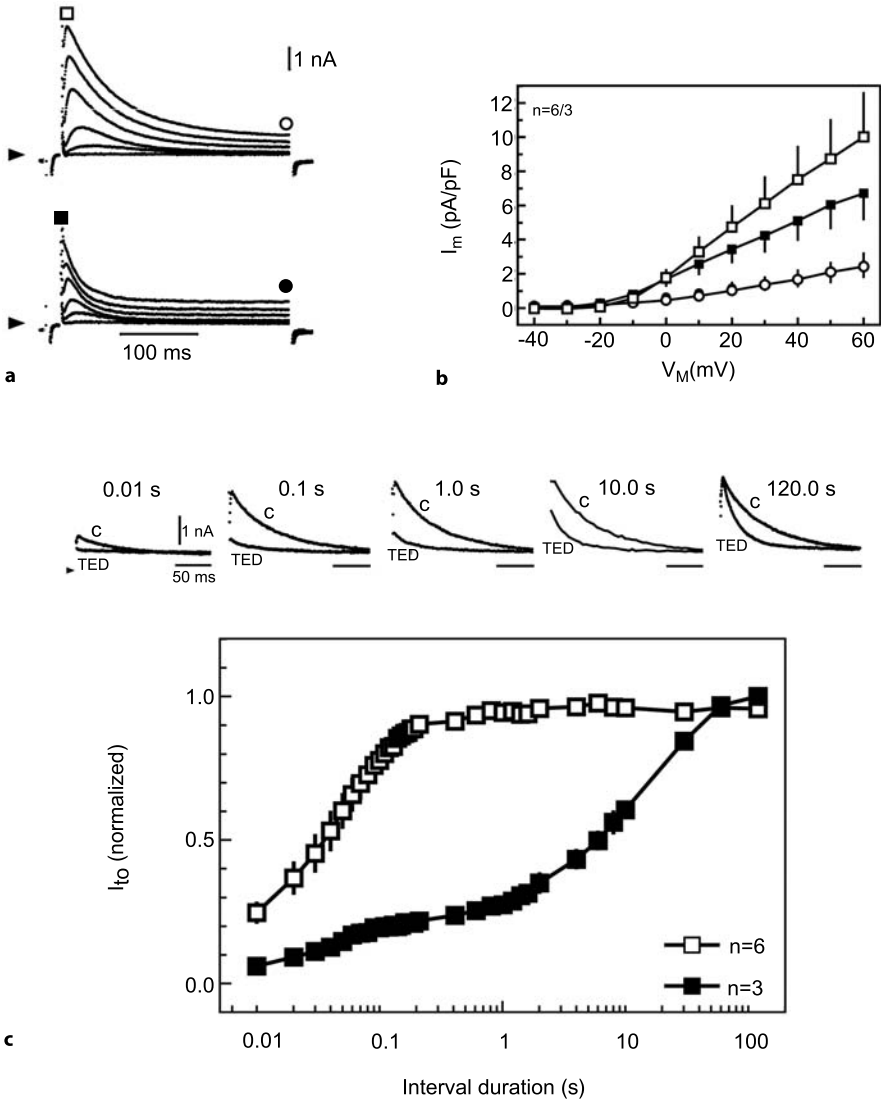 1 nA
100 ms
a
12
10
8
6
4
2
0
n=6/3
Im (pA/pF)
-40
-20
0
20
40
60
VM(mV)
b
0.01 s
0.1 s
1.0 s
10.0 s
120.0 s
c
c
c
c
c
1 nA
TED
TED
TED
TED
TED
50 ms
1.0
0.5
0.0
Ito (normalized)
n=6
n=3
0.01
0.1
1
10
100
c
Interval duration (s)